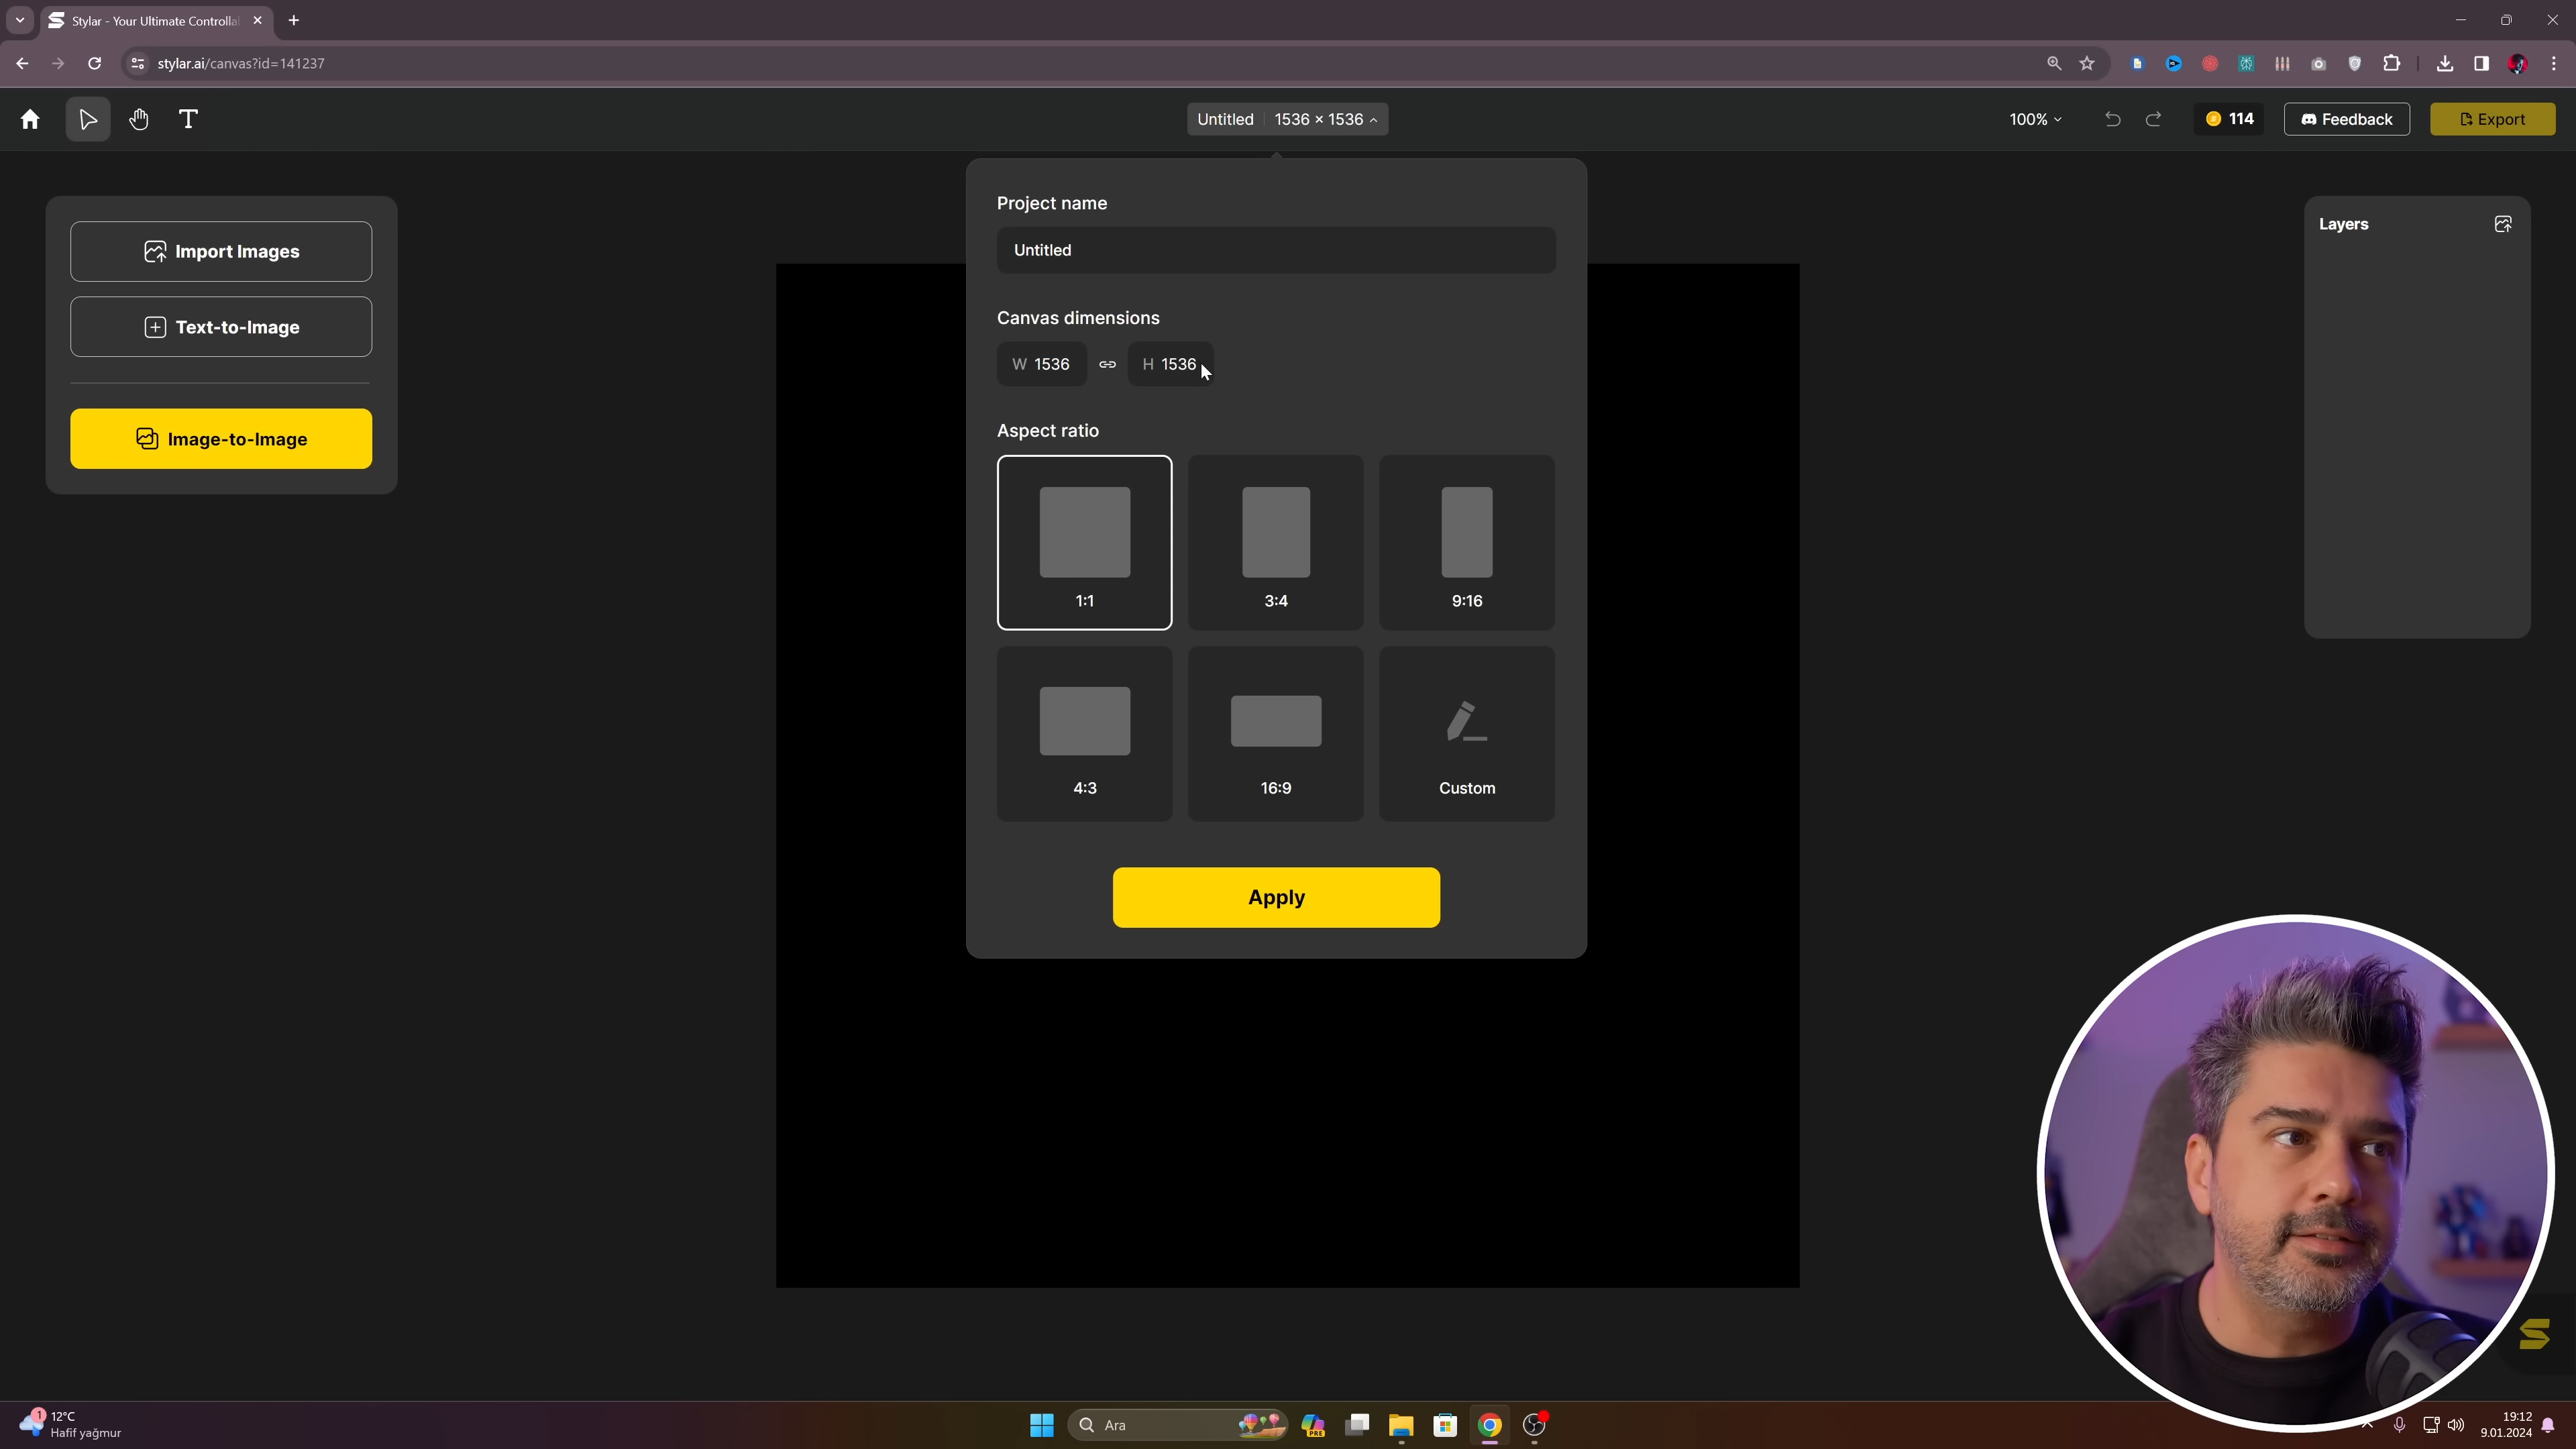 Stylar - Your Ultimate Controlla
stylar.ai/canvas?id=141237
T
Untitled 1536 × 1536
100%
114
Feedback
Export
Import Images
Text-to-Image
Image-to-Image
Project name
Untitled
Canvas dimensions
W 1536
H 1536
Aspect ratio
1:1
3:4
9:16
4:3
16:9
Custom
Apply
Layers
1
12°C
Hafif yağmur
Ara
PRE
19:12
9.01.2024